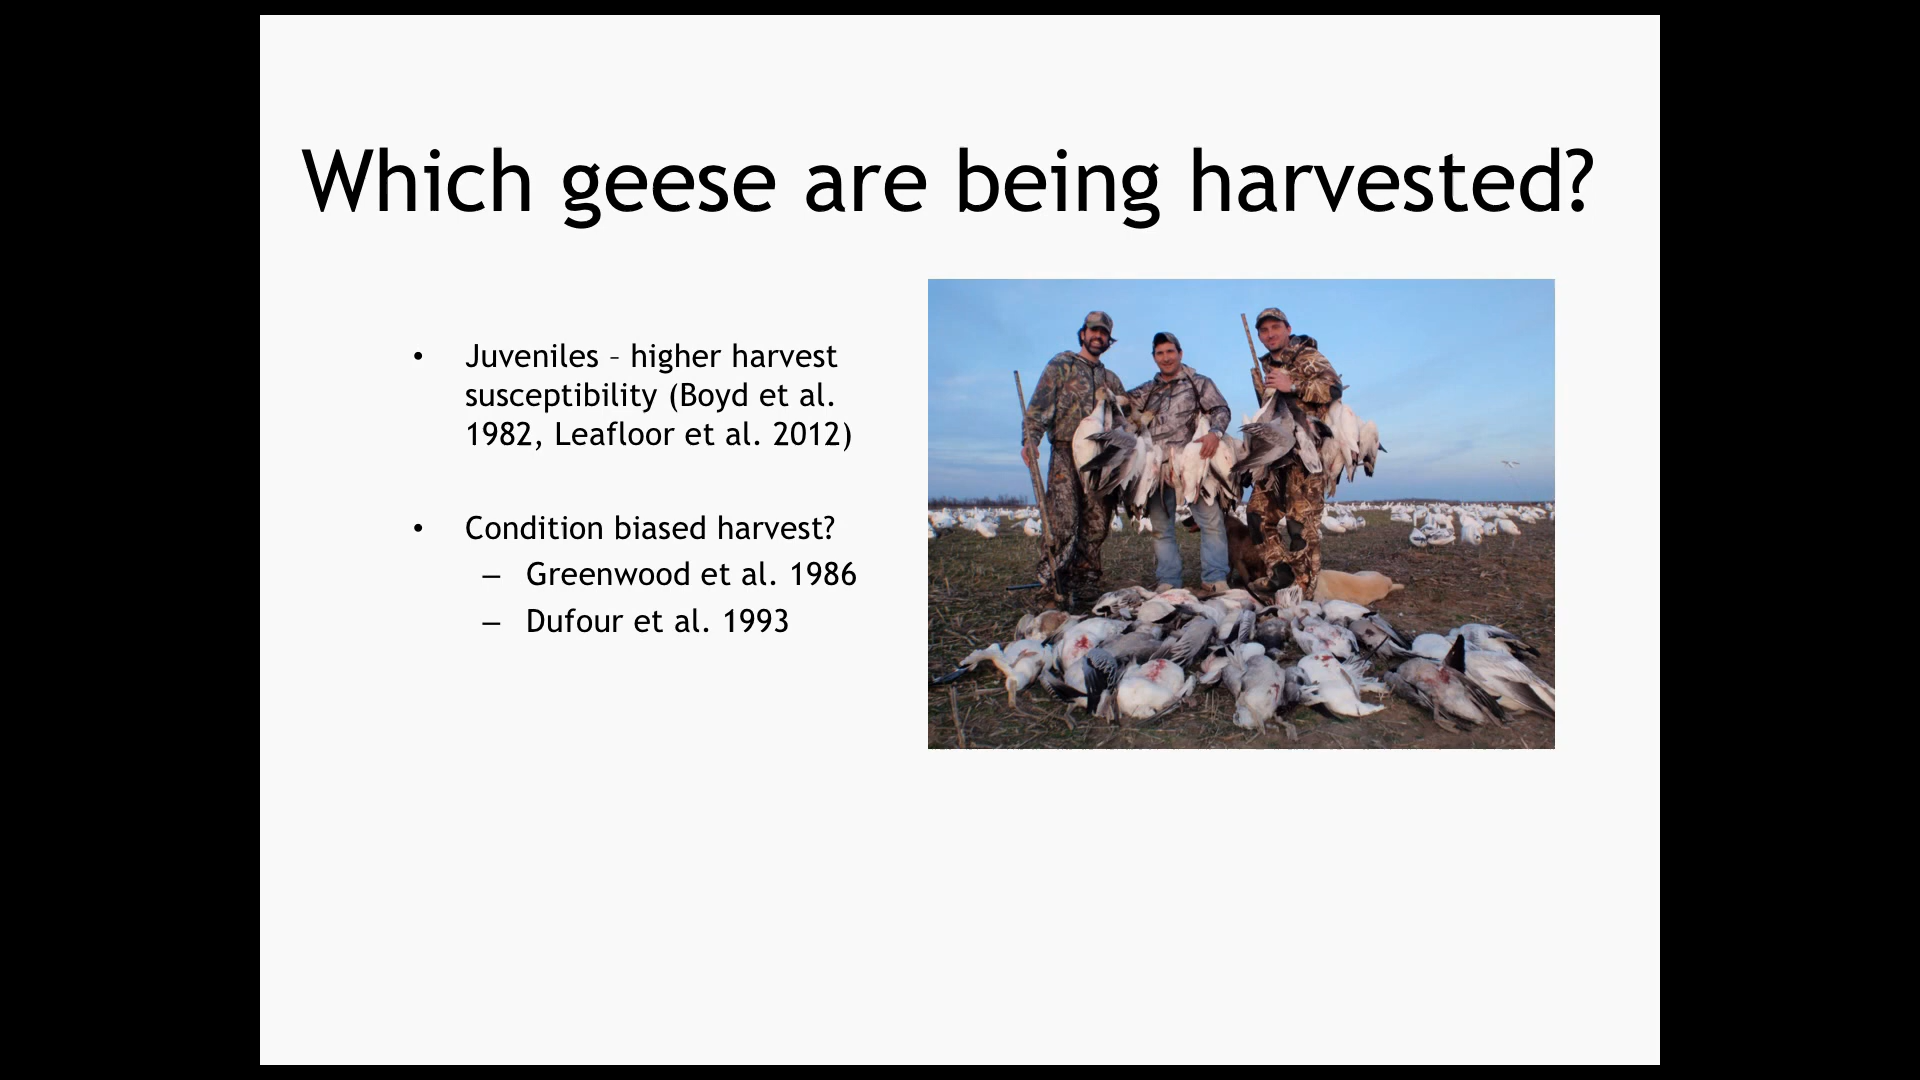 Which geese are being harvested?
• Juveniles – higher harvest
susceptibility (Boyd et al.
1982, Leafloor et al. 2012)
• Condition biased harvest?
– Greenwood et al. 1986
– Dufour et al. 1993